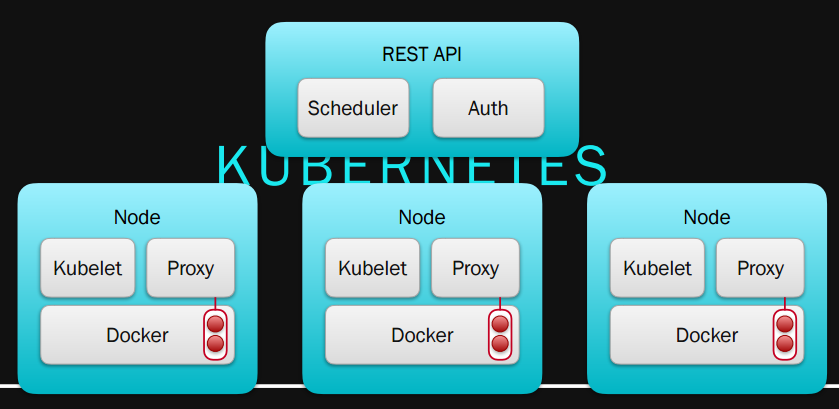 REST API
Scheduler
Auth
KUBERNETES
Node
Kubelet
Proxy
Docker
Node
Kubelet
Proxy
Docker
Node
Kubelet
Proxy
Docker